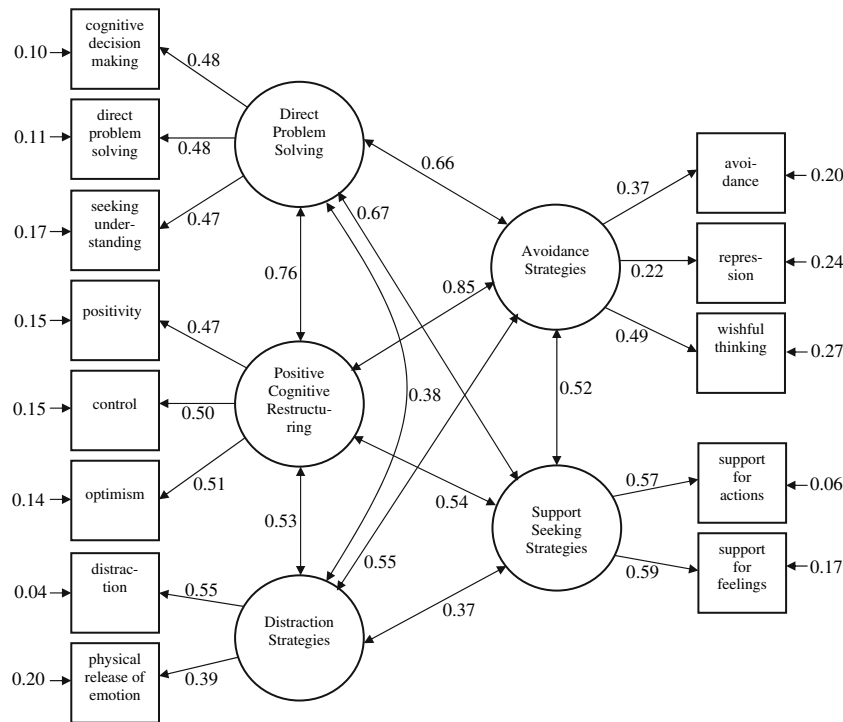 cognitive
decision
making
0.10
0.48
direct
problem
solving
0.11
0.48
seeking
under-
standing
0.17
0.47
positivity
0.15
0.47
control
0.15
0.50
optimism
0.14
0.51
distrac-
tion
0.04
0.55
physical
release of
emotion
0.20
0.39
Direct
Problem
Solving
Positive
Cognitive
Restructu-
ring
Distraction
Strategies
0.76
0.53
0.66
0.67
0.85
0.38
0.54
0.55
0.37
0.52
Avoidance
Strategies
Support
Seeking
Strategies
0.37
avoi-
dance
0.20
0.22
repres-
sion
0.24
0.49
wishful
thinking
0.27
0.57
support
for
actions
0.06
0.59
support
for
feelings
0.17